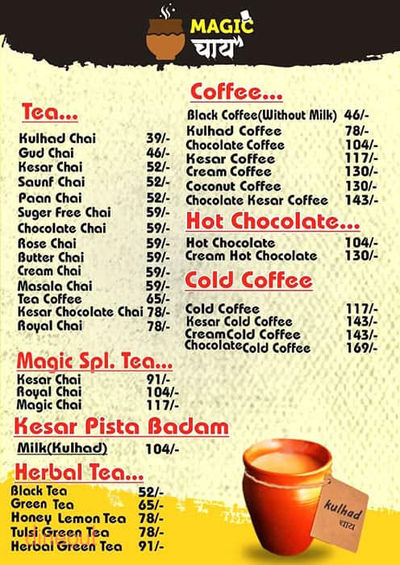 MAGIC
चाय
Tea...
Kulhad Chai 39/-
Gud Chai 46/-
Kesar Chai 52/-
Saunf Chai 52/-
Paan Chai 52/-
Suger Free Chai 59/-
Chocolate Chai 59/-
Rose Chai 59/-
Butter Chai 59/-
Cream Chai 59/-
Masala Chai 59/-
Tea Coffee 65/-
Kesar Chocolate Chai 78/-
Royal Chai 78/-
Magic Spl. Tea...
Kesar Chai 91/-
Royal Chai 104/-
Magic Chai 117/-
Kesar Pista Badam
Milk(Kulhad) 104/-
Herbal Tea...
Black Tea 52/-
Green Tea 65/-
Honey Lemon Tea 78/-
Tulsi Green Tea 78/-
Herbal Green Tea 91/-
Coffee...
Black Coffee(Without Milk) 46/-
Kulhad Coffee 78/-
Chocolate Coffee 104/-
Kesar Coffee 117/-
Cream Coffee 130/-
Coconut Coffee 130/-
Chocolate Kesar Coffee 143/-
Hot Chocolate...
Hot Chocolate 104/-
Cream Hot Chocolate 130/-
Cold Coffee
Cold Coffee 117/-
Kesar Cold Coffee 143/-
CreamCold Coffee 143/-
ChocolateCold Coffee 169/-
kulhad
चाय